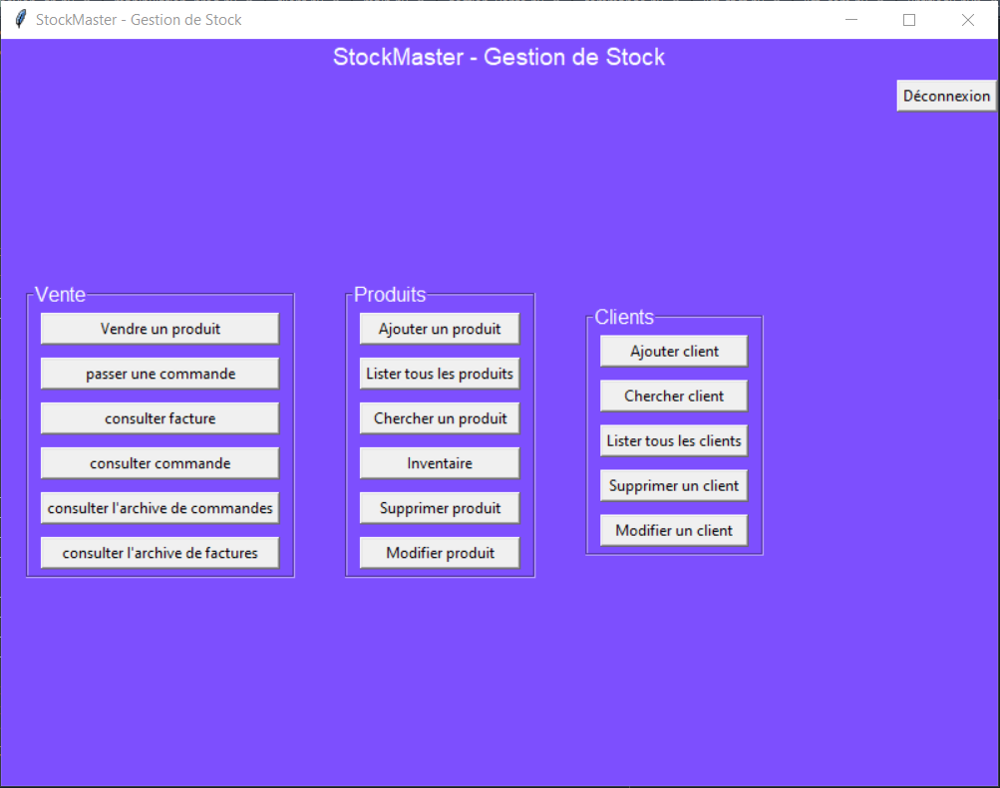 StockMaster - Gestion de Stock
StockMaster - Gestion de Stock
Déconnexion
Vente
Vendre un produit
passer une commande
consulter facture
consulter commande
consulter l'archive de commandes
consulter l'archive de factures
Produits
Ajouter un produit
Lister tous les produits
Chercher un produit
Inventaire
Supprimer produit
Modifier produit
Clients
Ajouter client
Chercher client
Lister tous les clients
Supprimer un client
Modifier un client